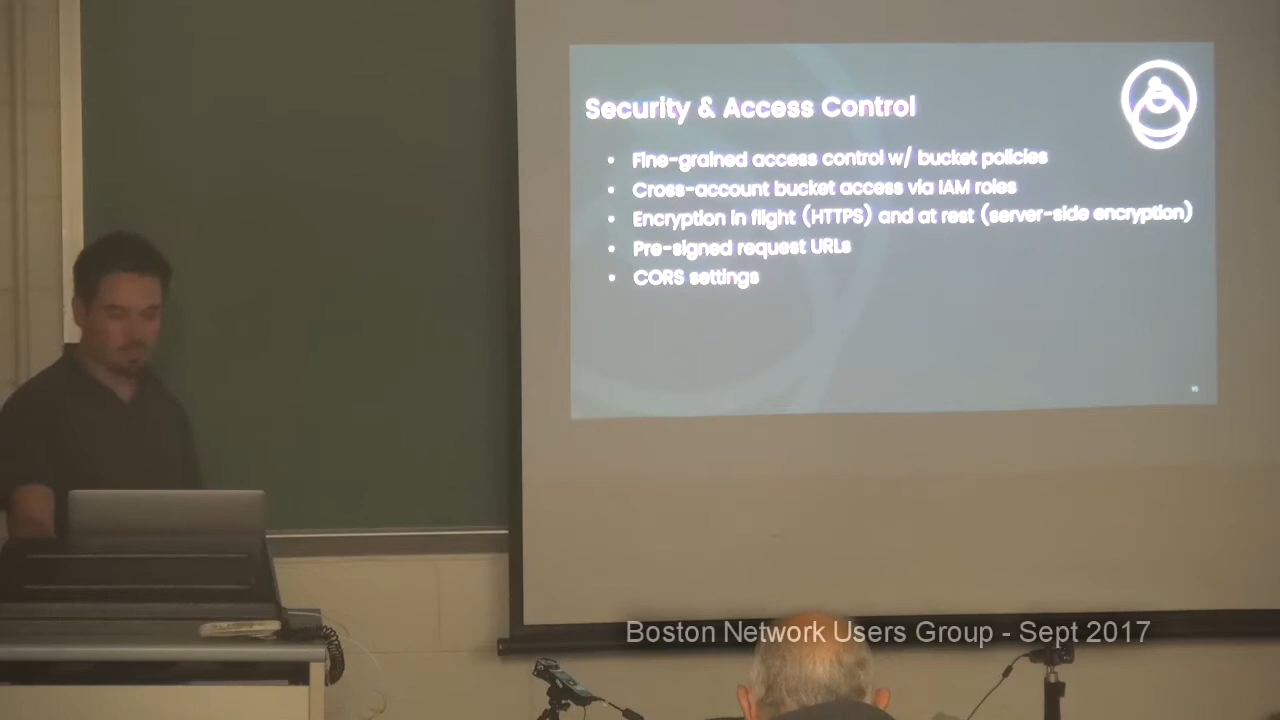 Security & Access Control
• Fine-grained access control w/ bucket policies
• Cross-account bucket access via IAM roles
• Encryption in flight (HTTPS) and at rest (server-side encryption)
• Pre-signed request URLs
• CORS settings
Boston Network Users Group - Sept 2017